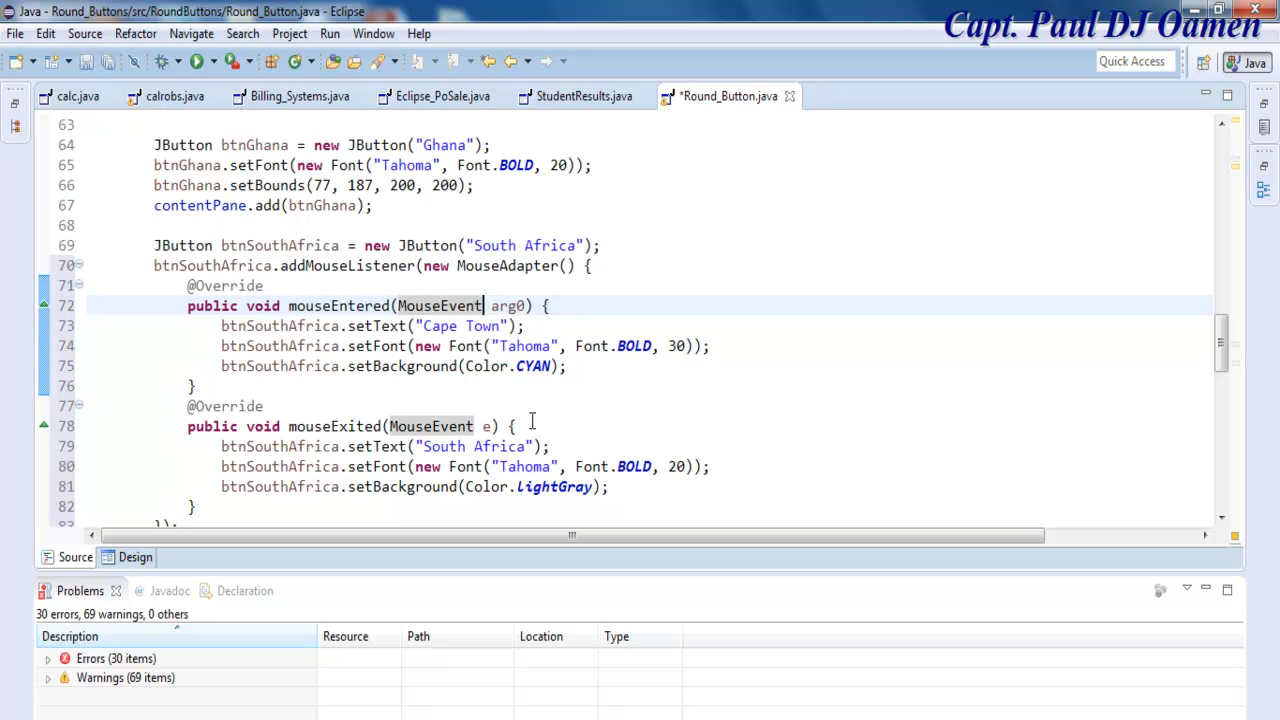 Java - Round_Buttons/src/RoundButtons/Round_Button.java - Eclipse
Capt. Paul DJ Oamen
File Edit Source Refactor Navigate Search Project Run Window Help
Quick Access
Java
calc.java
calrobs.java
Billing_Systems.java
Eclipse_PoSale.java
StudentResults.java
*Round_Button.java
63
64 JButton btnGhana = new JButton("Ghana");
65 btnGhana.setFont(new Font("Tahoma", Font.BOLD, 20));
66 btnGhana.setBounds(77, 187, 200, 200);
67 contentPane.add(btnGhana);
68
69 JButton btnSouthAfrica = new JButton("South Africa");
70 btnSouthAfrica.addMouseListener(new MouseAdapter() {
71 @Override
72 public void mouseEntered(MouseEvent arg0) {
73 btnSouthAfrica.setText("Cape Town");
74 btnSouthAfrica.setFont(new Font("Tahoma", Font.BOLD, 30));
75 btnSouthAfrica.setBackground(Color.CYAN);
76 }
77 @Override
78 public void mouseExited(MouseEvent e) {
79 btnSouthAfrica.setText("South Africa");
80 btnSouthAfrica.setFont(new Font("Tahoma", Font.BOLD, 20));
81 btnSouthAfrica.setBackground(Color.lightGray);
82 }
83 });
Source Design
Problems Javadoc Declaration
30 errors, 69 warnings, 0 others
Description Resource Path Location Type
Errors (30 items)
Warnings (69 items)